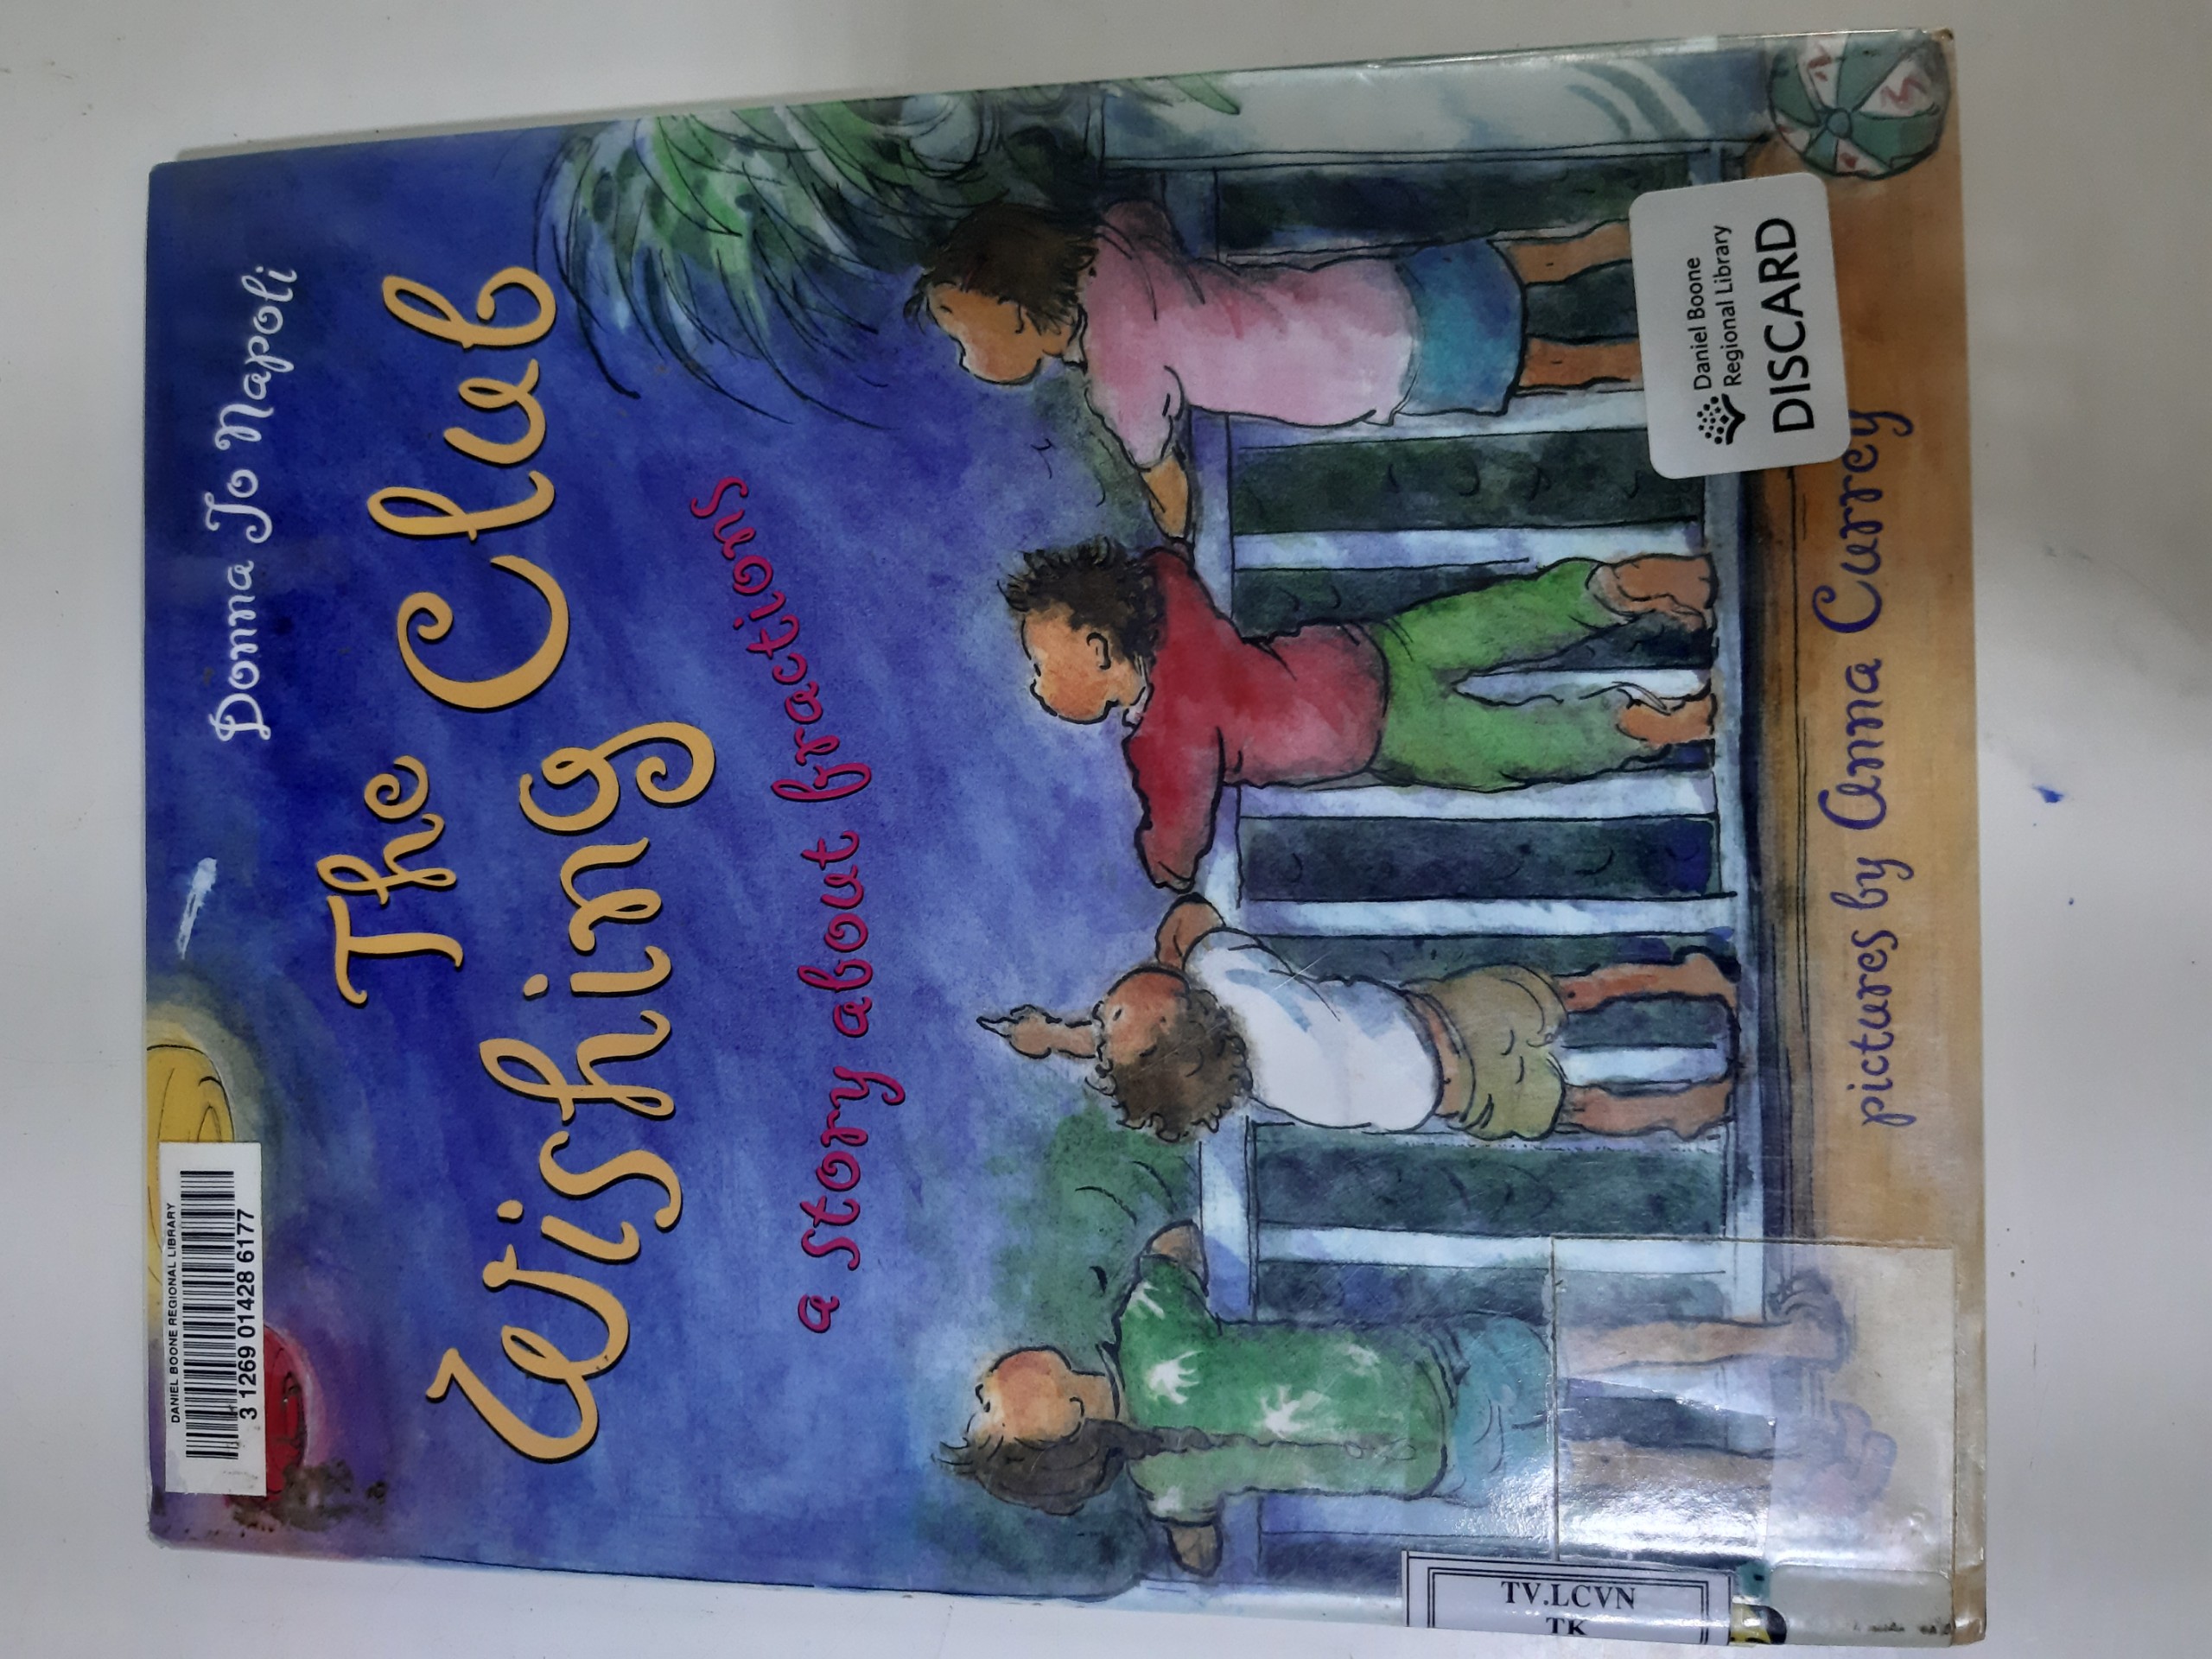 DANIEL BOONE REGIONAL LIBRARY
3 1269 01428 6177
Donna Jo Napoli
The
Wishing Club
a story about fractions
TV.LCVN
TK
Daniel Boone
Regional Library
DISCARD
pictures by Anna Currey